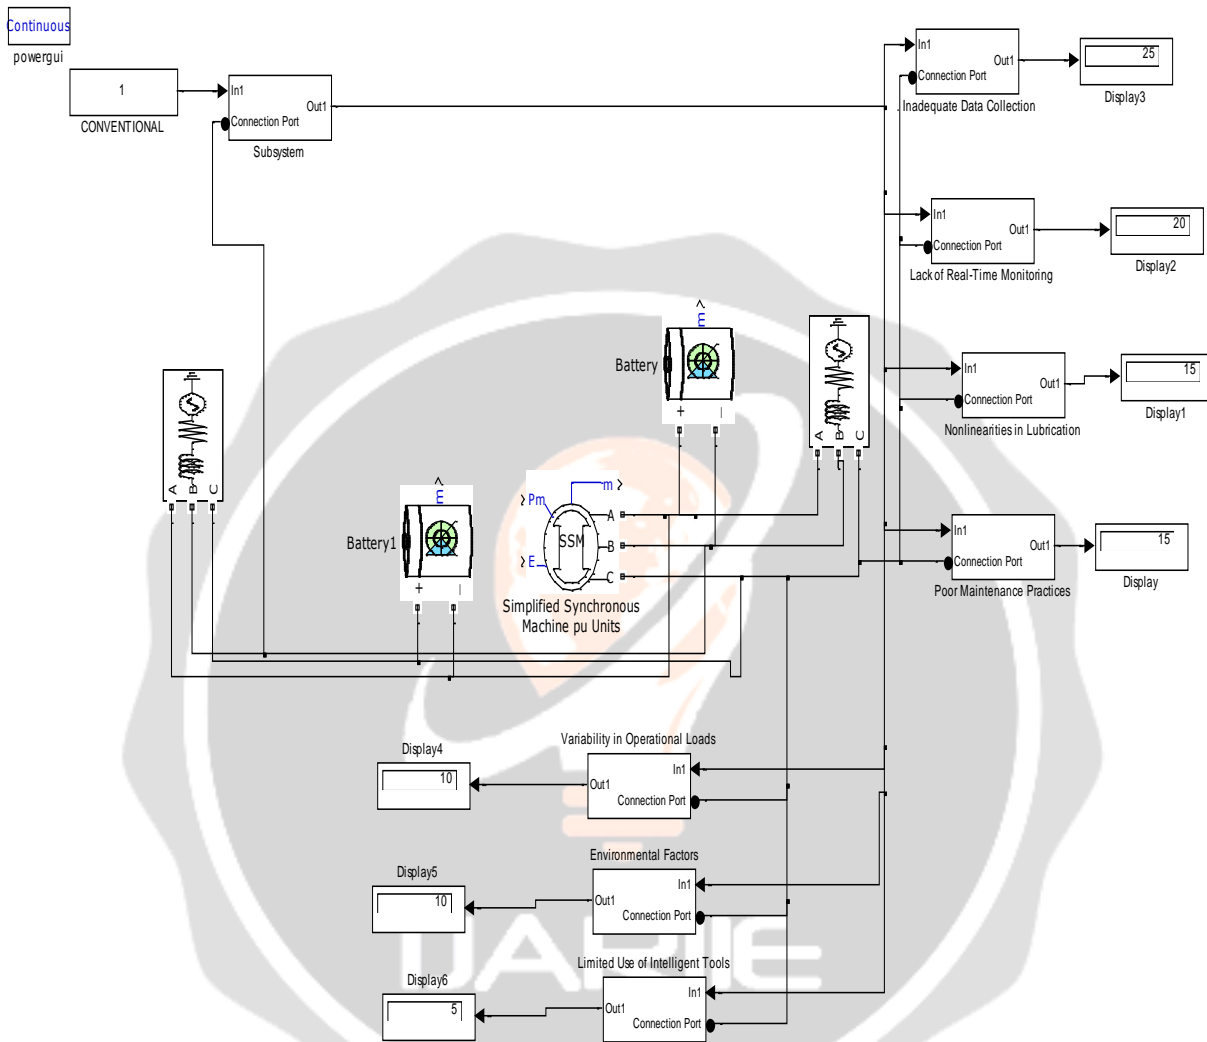 Continuous
powergui
1
CONVENTIONAL
In1
Connection Port
Out1
Subsystem
In1
Connection Port
Out1
Inadequate Data Collection
25
Display3
In1
Connection Port
Out1
Lack of Real-Time Monitoring
20
Display2
In1
Connection Port
Out1
Nonlinearities in Lubrication
15
Display1
In1
Connection Port
Out1
Poor Maintenance Practices
15
Display
A B C
Battery1
m
+ –
Battery
m
+ –
A B C
Pm
E
m
SSM
A
B
C
Simplified Synchronous
Machine pu Units
Variability in Operational Loads
In1
Out1
Connection Port
Display4
10
Environmental Factors
In1
Out1
Connection Port
Display5
10
Limited Use of Intelligent Tools
In1
Out1
Connection Port
Display6
5
IJARIIE